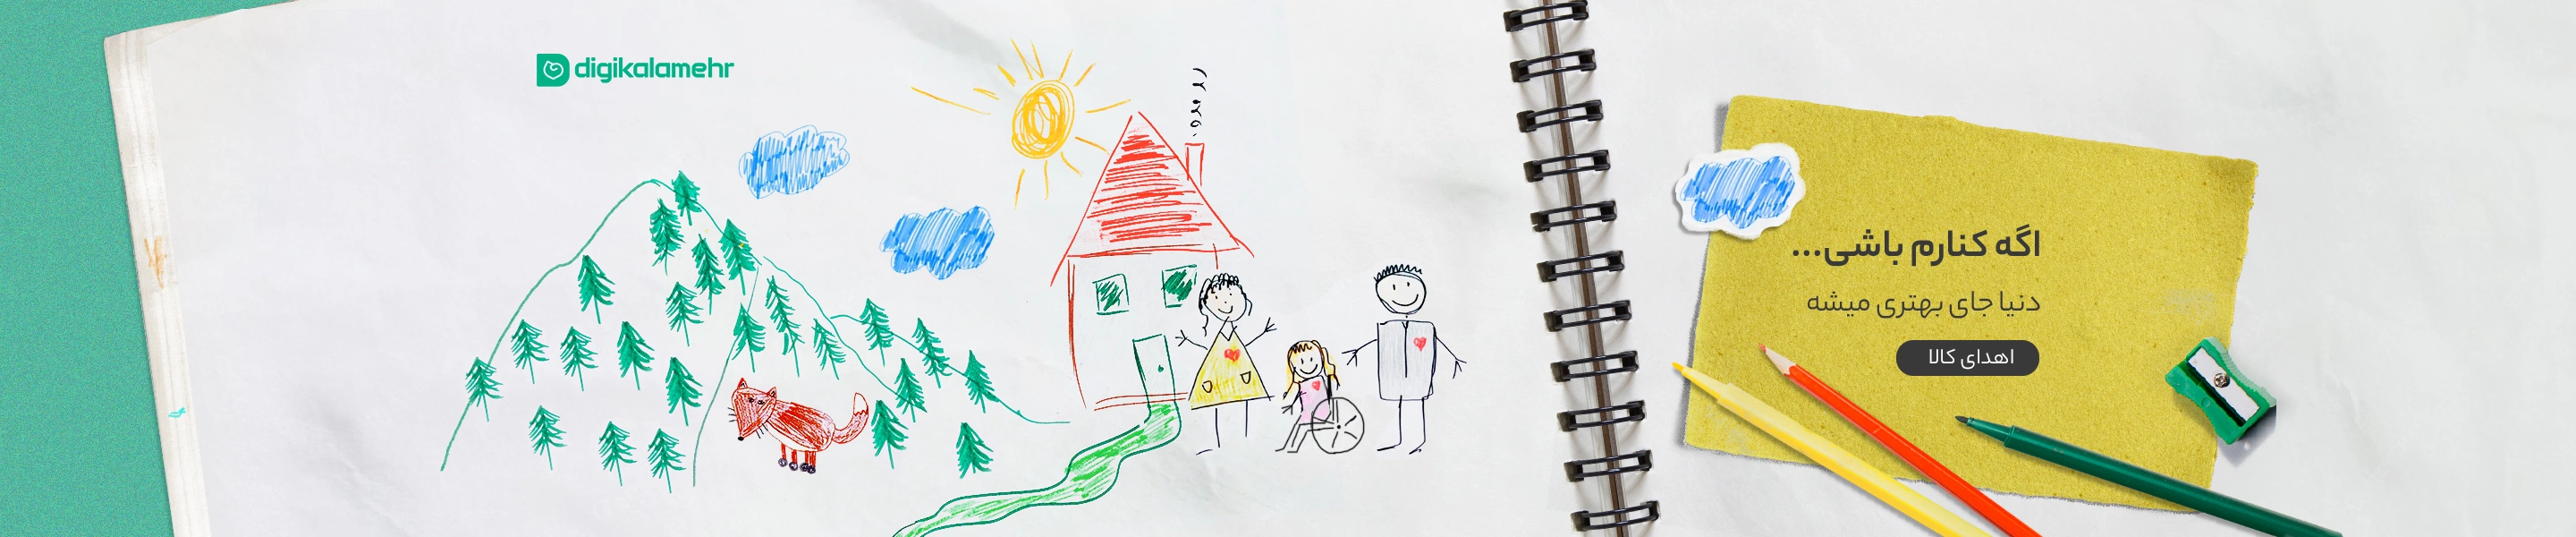 digikalamehr
اگه کنارم باشی...
دنیا جای بهتری میشه
اهدای کالا